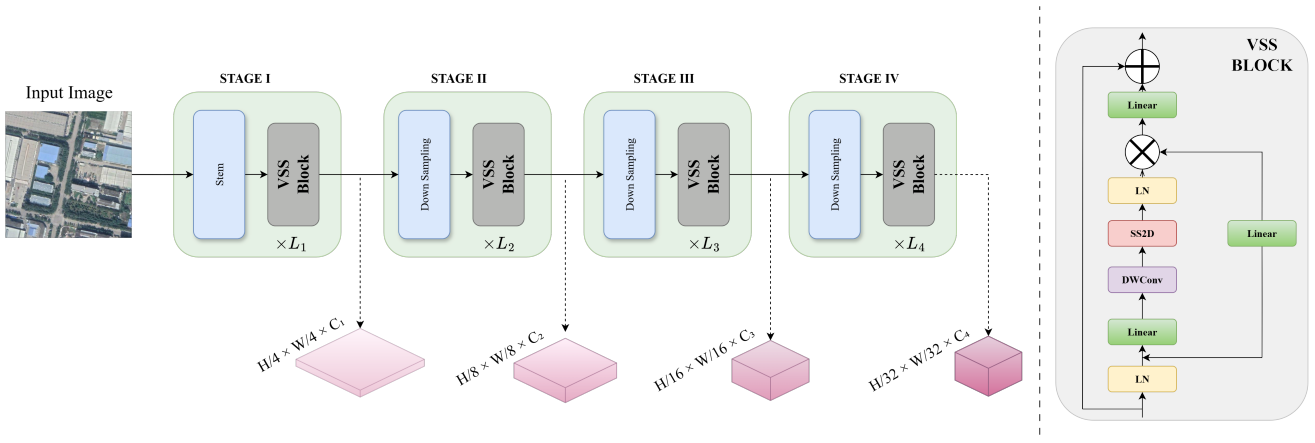 Input Image
STAGE I
Stem
VSS
Block
×L₁
STAGE II
Down Sampling
VSS
Block
×L₂
STAGE III
Down Sampling
VSS
Block
×L₃
STAGE IV
Down Sampling
VSS
Block
×L₄
H/4 × W/4 × C₁
H/8 × W/8 × C₂
H/16 × W/16 × C₃
H/32 × W/32 × C₄
VSS
BLOCK
Linear
LN
SS2D
Linear
DWConv
Linear
LN